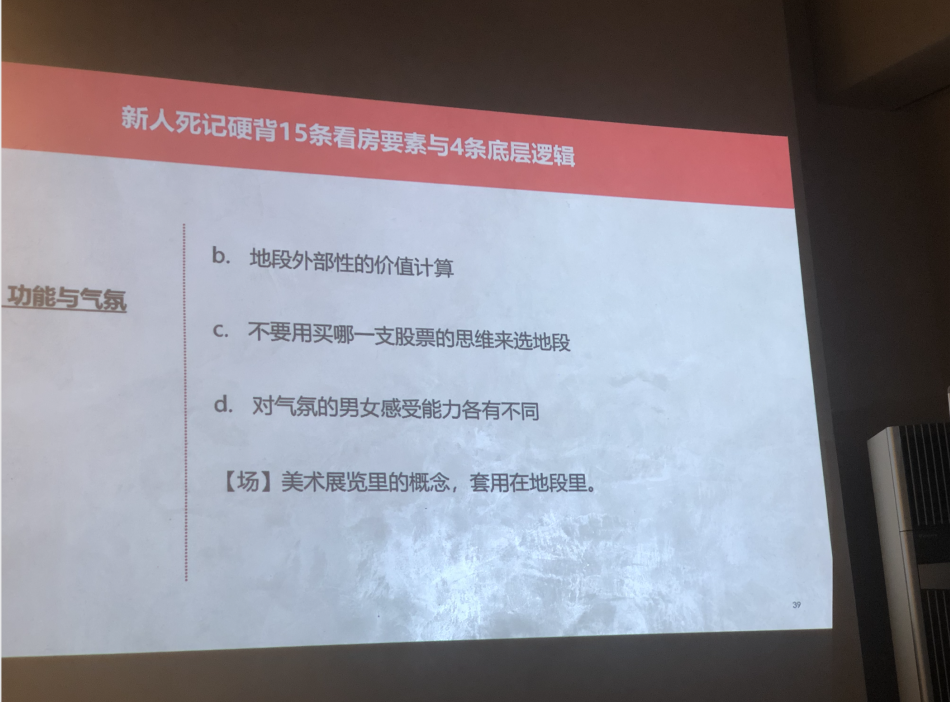 新人死记硬背15条看房要素与4条底层逻辑
功能与气氛
b. 地段外部性的价值计算
c. 不要用买哪一支股票的思维来选地段
d. 对气氛的男女感受能力各有不同
【场】美术展览里的概念，套用在地段里。
39